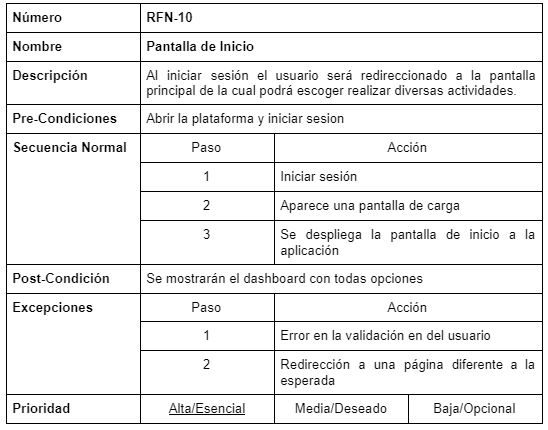 Número RFN-10
Nombre Pantalla de Inicio
Descripción Al iniciar sesión el usuario será redireccionado a la pantalla
principal de la cual podrá escoger realizar diversas actividades.
Pre-Condiciones Abrir la plataforma y iniciar sesion
Secuencia Normal Paso Acción
1 Iniciar sesión
2 Aparece una pantalla de carga
3 Se despliega la pantalla de inicio a la
aplicación
Post-Condición Se mostrarán el dashboard con todas opciones
Excepciones Paso Acción
1 Error en la validación en del usuario
2 Redirección a una página diferente a la
esperada
Prioridad Alta/Esencial Media/Deseado Baja/Opcional